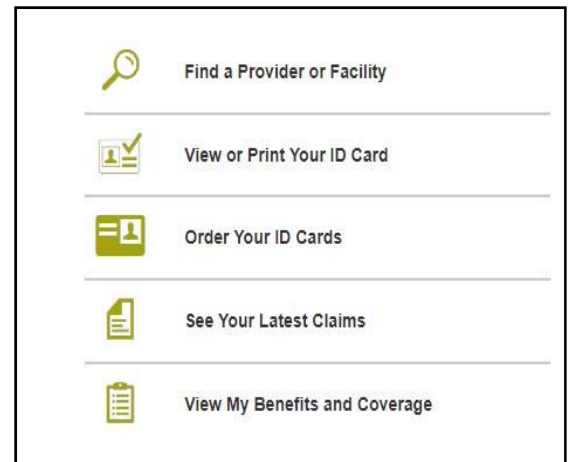 Find a Provider or Facility
View or Print Your ID Card
Order Your ID Cards
See Your Latest Claims
View My Benefits and Coverage